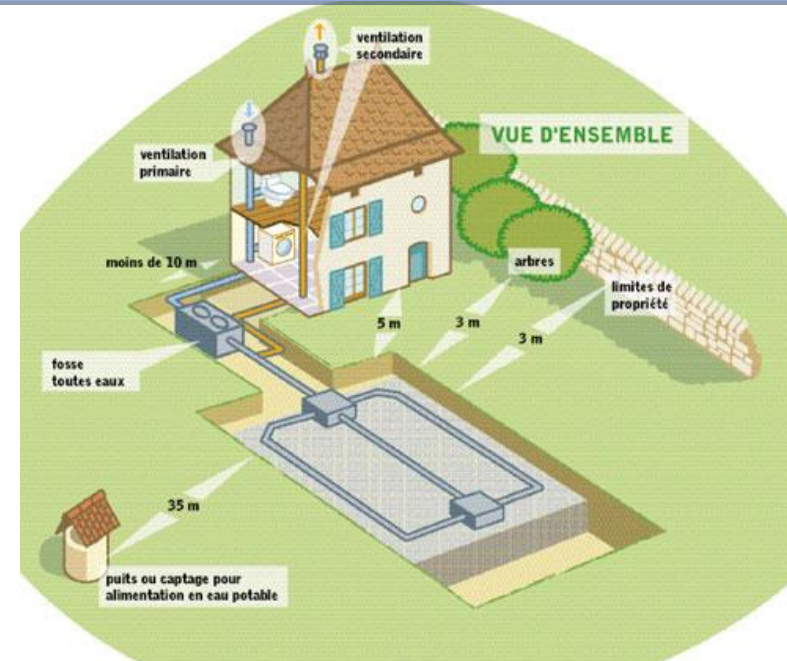 ventilation
secondaire
VUE D'ENSEMBLE
ventilation
primaire
moins de 10 m
arbres
limites de
propriété
5 m
3 m
3 m
fosse
toutes eaux
35 m
puits ou captage pour
alimentation en eau potable